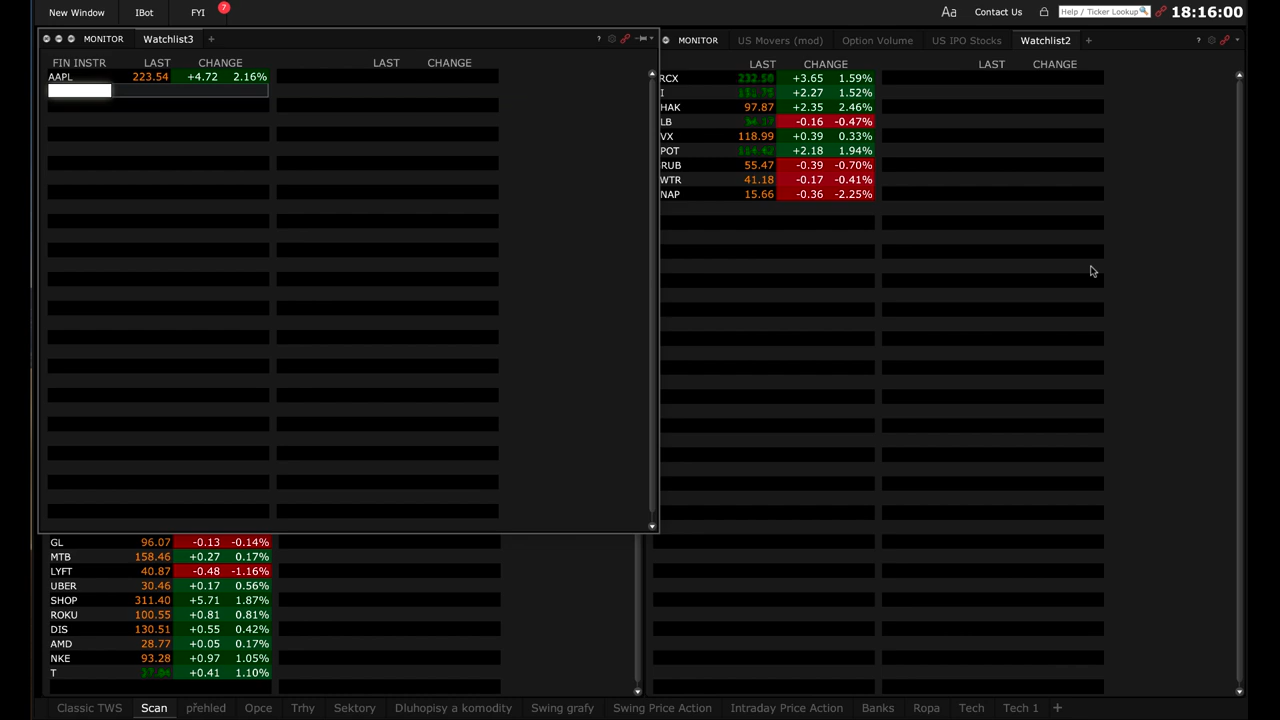 New Window IBot FYI 7 Aa Contact Us Help / Ticker Lookup 18:16:00
MONITOR Watchlist3 + ?
FIN INSTR LAST CHANGE LAST CHANGE
AAPL 223.54 +4.72 2.16%
MONITOR US Movers (mod) Option Volume US IPO Stocks Watchlist2 + ?
LAST CHANGE LAST CHANGE
RCX +3.65 1.59%
I +2.27 1.52%
HAK 97.87 +2.35 2.46%
LB -0.16 -0.47%
VX 118.99 +0.39 0.33%
POT +2.18 1.94%
RUB 55.47 -0.39 -0.70%
WTR 41.18 -0.17 -0.41%
NAP 15.66 -0.36 -2.25%
GL 96.07 -0.13 -0.14%
MTB 158.46 +0.27 0.17%
LYFT 40.87 -0.48 -1.16%
UBER 30.46 +0.17 0.56%
SHOP 311.40 +5.71 1.87%
ROKU 100.55 +0.81 0.81%
DIS 130.51 +0.55 0.42%
AMD 28.77 +0.05 0.17%
NKE 93.28 +0.97 1.05%
T +0.41 1.10%
Classic TWS Scan přehled Opce Trhy Sektory Dluhopisy a komodity Swing grafy Swing Price Action Intraday Price Action Banks Ropa Tech Tech 1 +